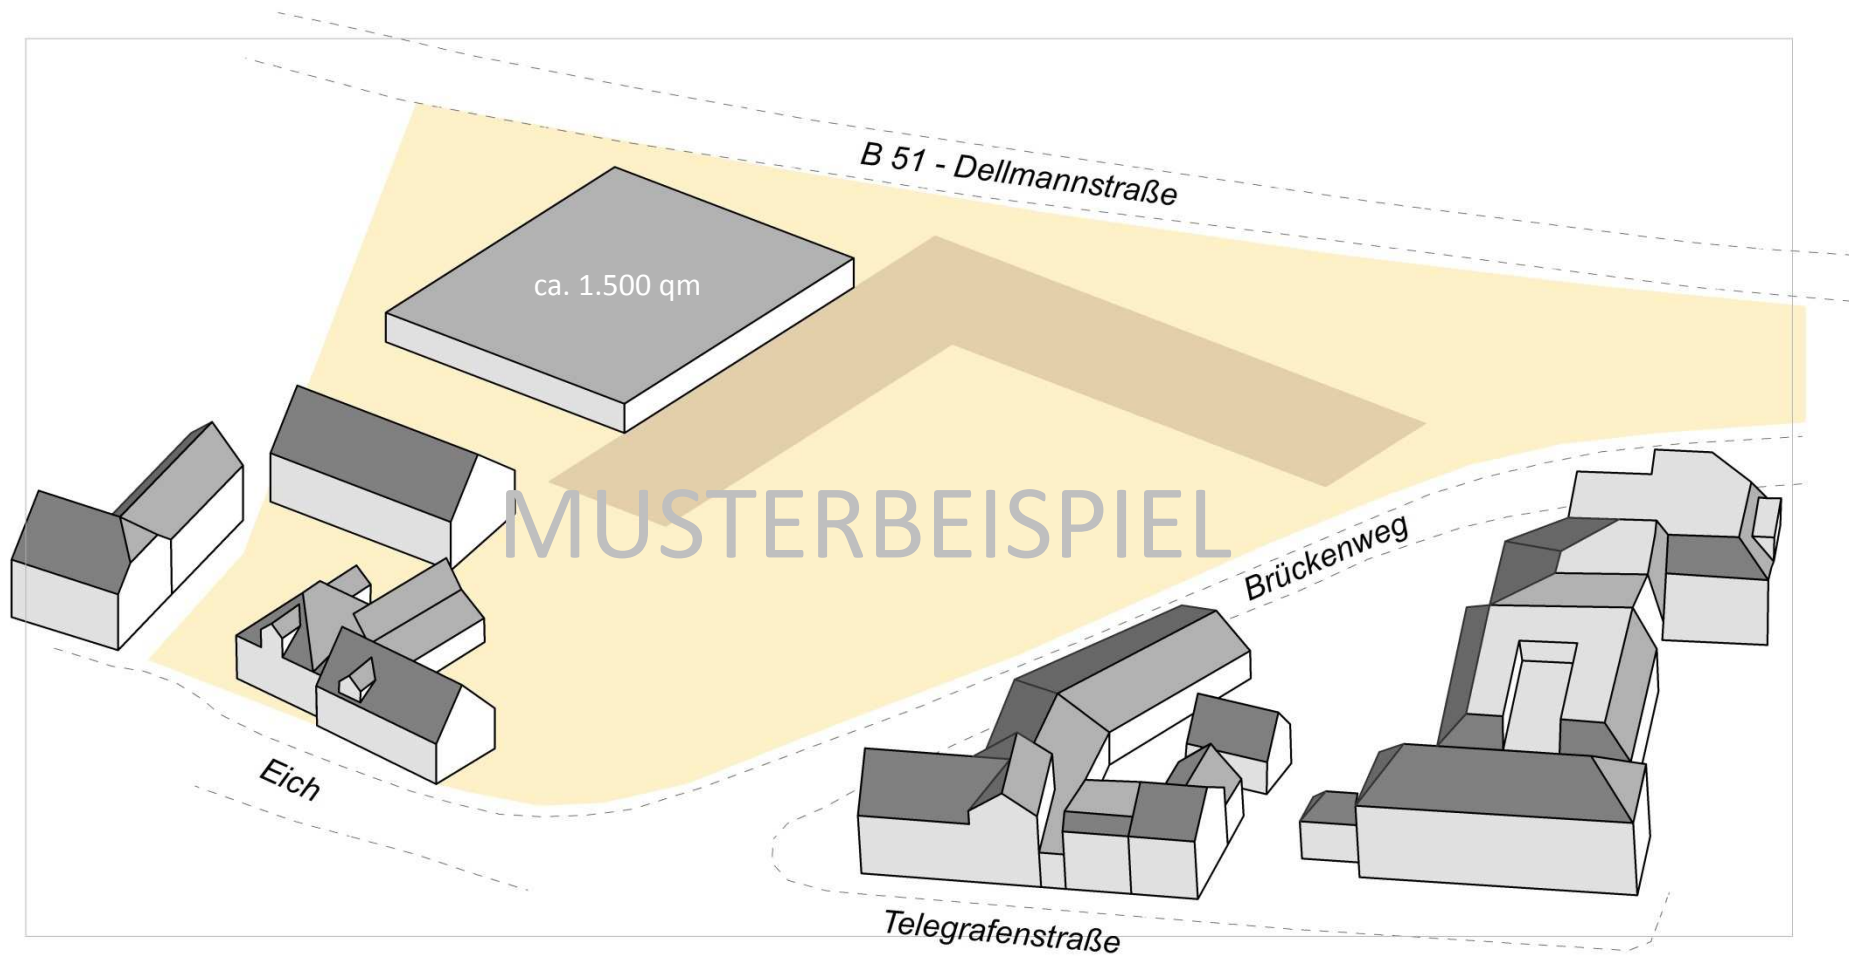 B 51 - Dellmannstraße
ca. 1.500 qm
MUSTERBEISPIEL
Brückenweg
Eich
Telegrafenstraße